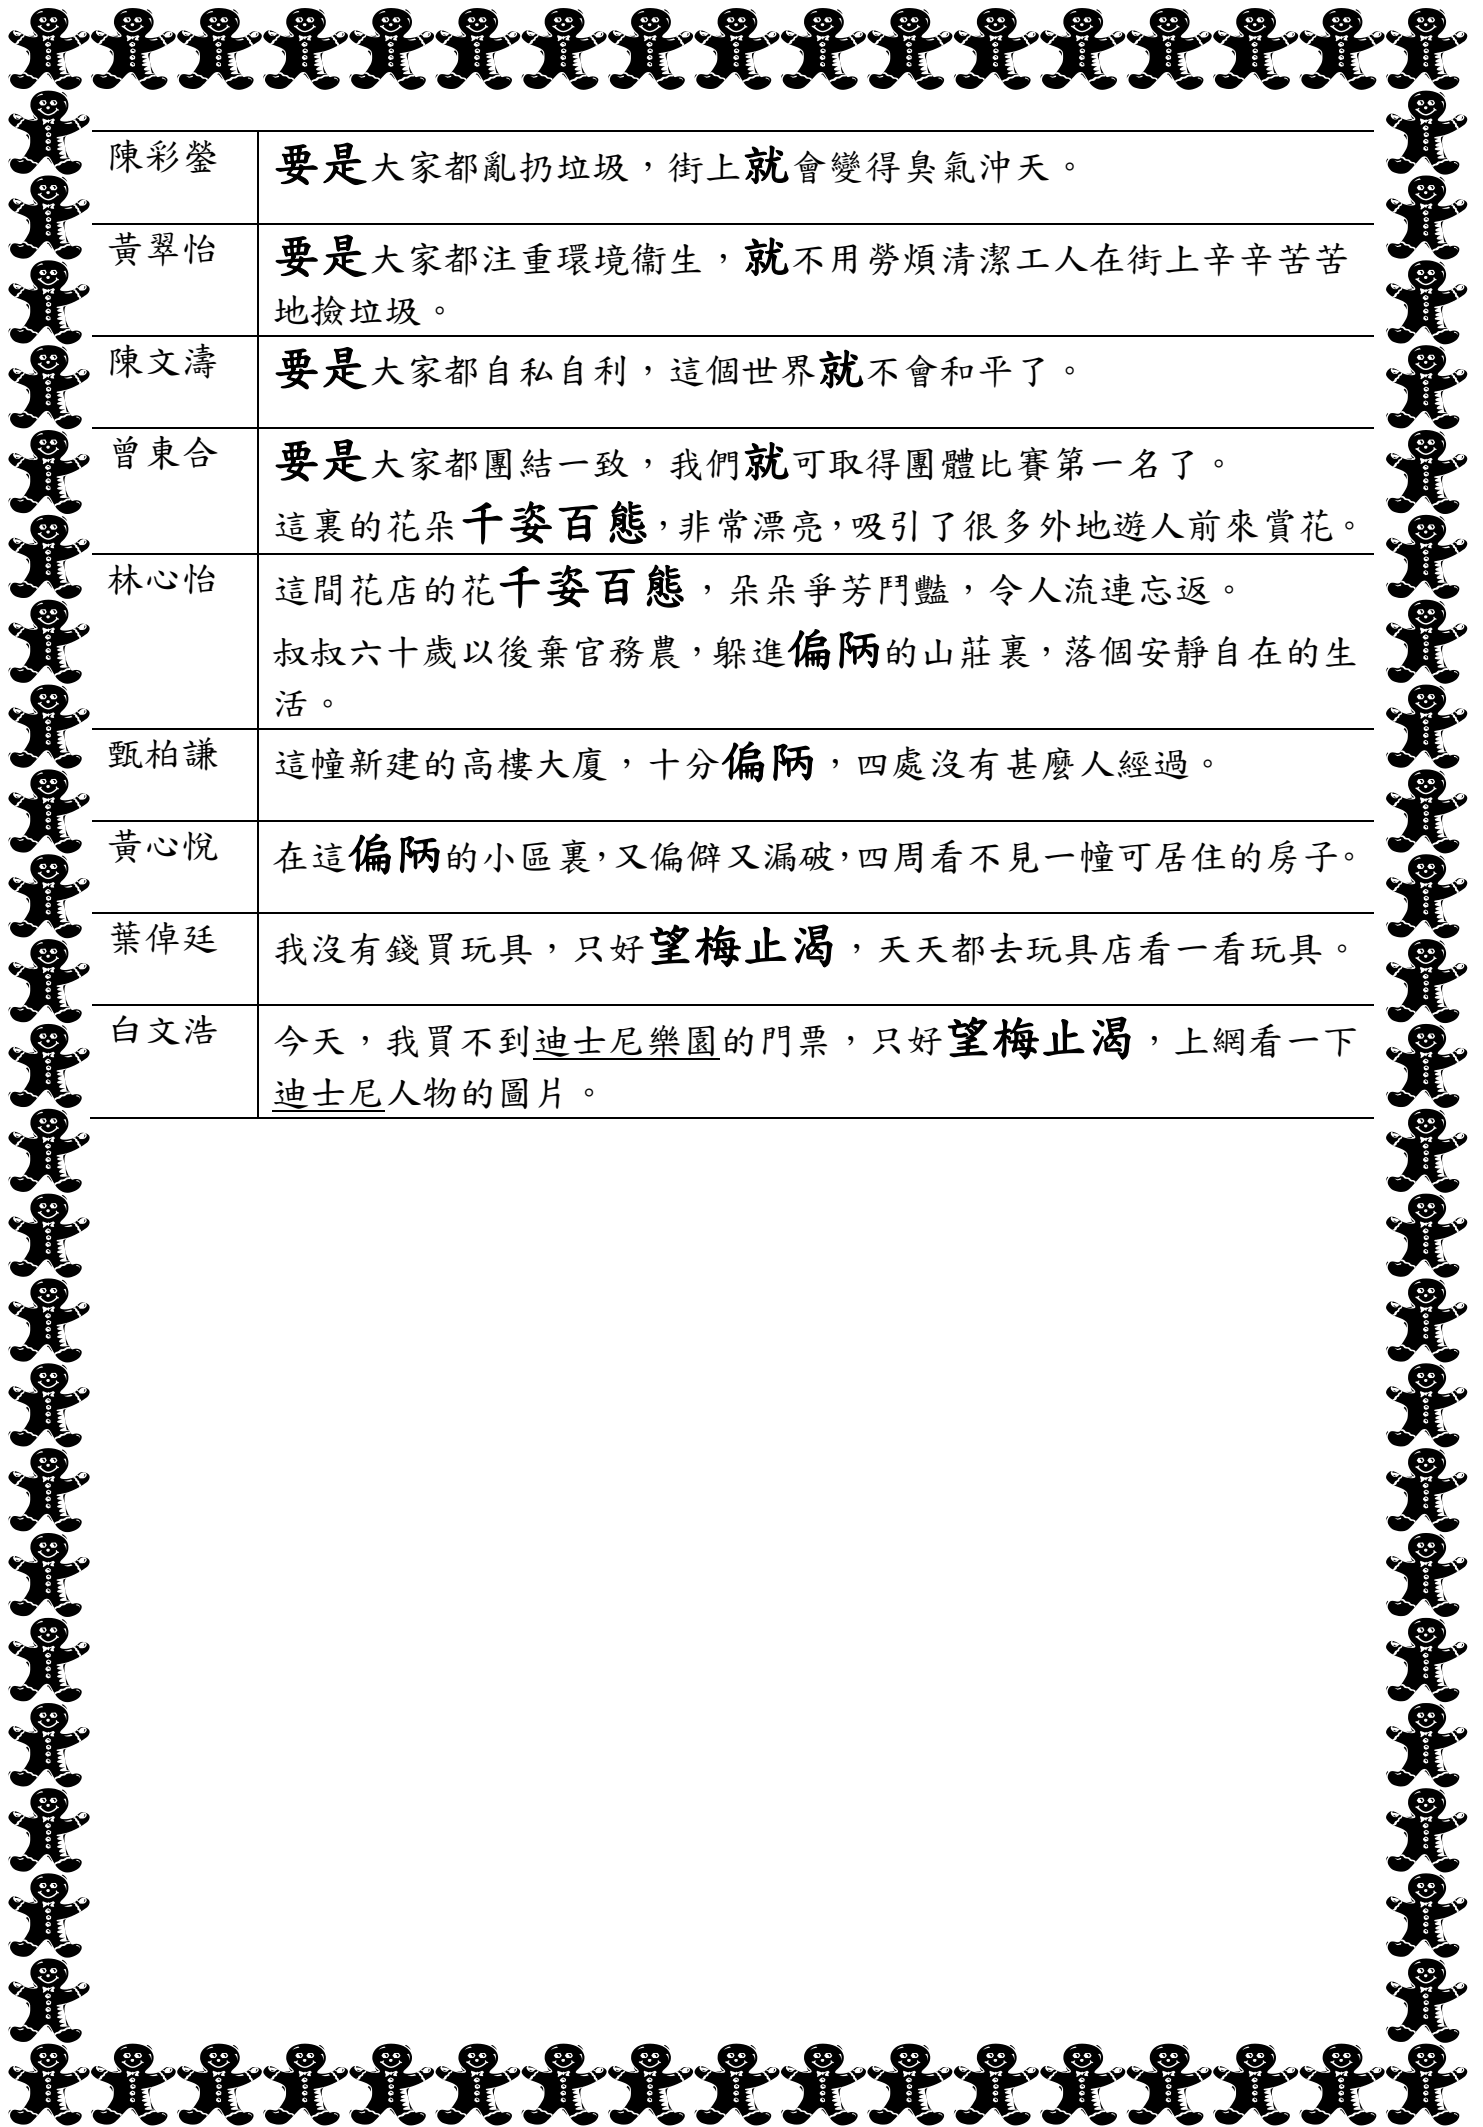 陳彩鎣
要是大家都亂扔垃圾，街上就會變得臭氣沖天。
黃翠怡
要是大家都注重環境衞生，就不用勞煩清潔工人在街上辛辛苦苦
地撿垃圾。
陳文濤
要是大家都自私自利，這個世界就不會和平了。
曾東合
要是大家都團結一致，我們就可取得團體比賽第一名了。
這裏的花朵千姿百態，非常漂亮，吸引了很多外地遊人前來賞花。
林心怡
這間花店的花千姿百態，朵朵爭芳鬥豔，令人流連忘返。
叔叔六十歲以後棄官務農，躲進偏陃的山莊裏，落個安靜自在的生
活。
甄柏謙
這幢新建的高樓大廈，十分偏陃，四處沒有甚麼人經過。
黃心悅
在這偏陃的小區裏，又偏僻又漏破，四周看不見一幢可居住的房子。
葉倬廷
我沒有錢買玩具，只好望梅止渴，天天都去玩具店看一看玩具。
白文浩
今天，我買不到迪士尼樂園的門票，只好望梅止渴，上網看一下
迪士尼人物的圖片。